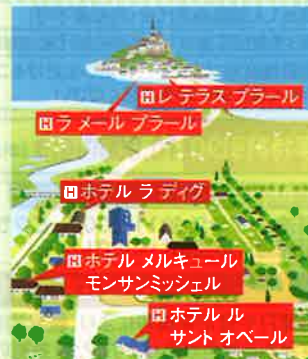 H レ テラス プラール
H ラ メール プラール
H ホテル ラ ディグ
H ホテル メルキュール
モンサンミッシェル
H ホテル ル
サント オベール